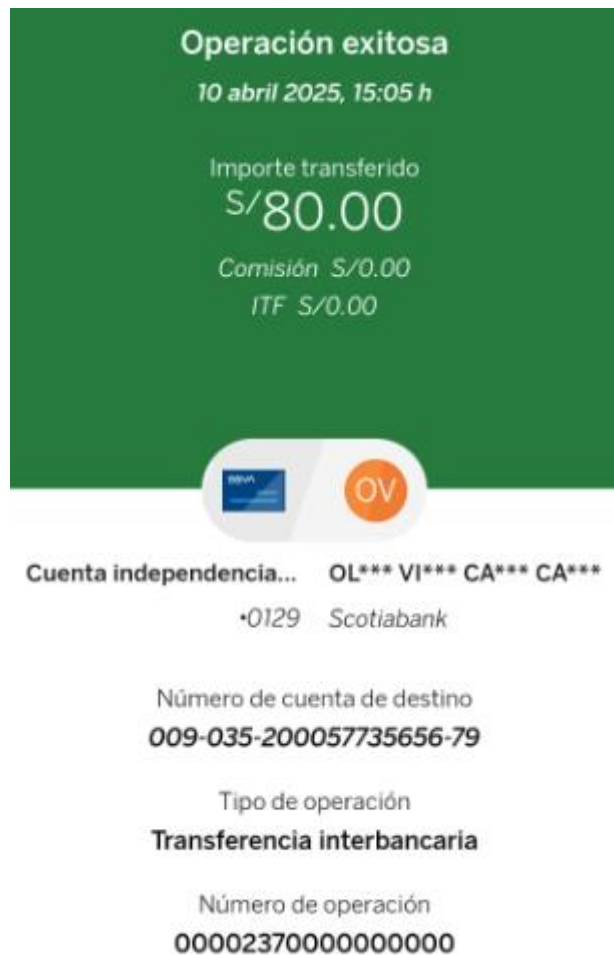 Operación exitosa
10 abril 2025, 15:05 h
Importe transferido
S/80.00
Comisión S/0.00
ITF S/0.00
BBVA
OV
Cuenta independencia... OL*** VI*** CA*** CA***
•0129 Scotiabank
Número de cuenta de destino
009-035-200057735656-79
Tipo de operación
Transferencia interbancaria
Número de operación
00002370000000000